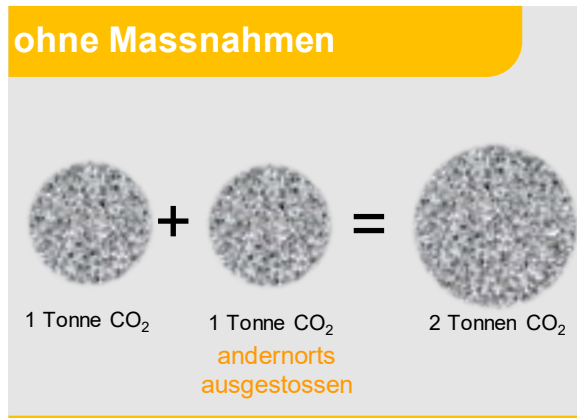 ohne Massnahmen
+ =
1 Tonne CO₂ 1 Tonne CO₂ 2 Tonnen CO₂
andernorts
ausgestossen